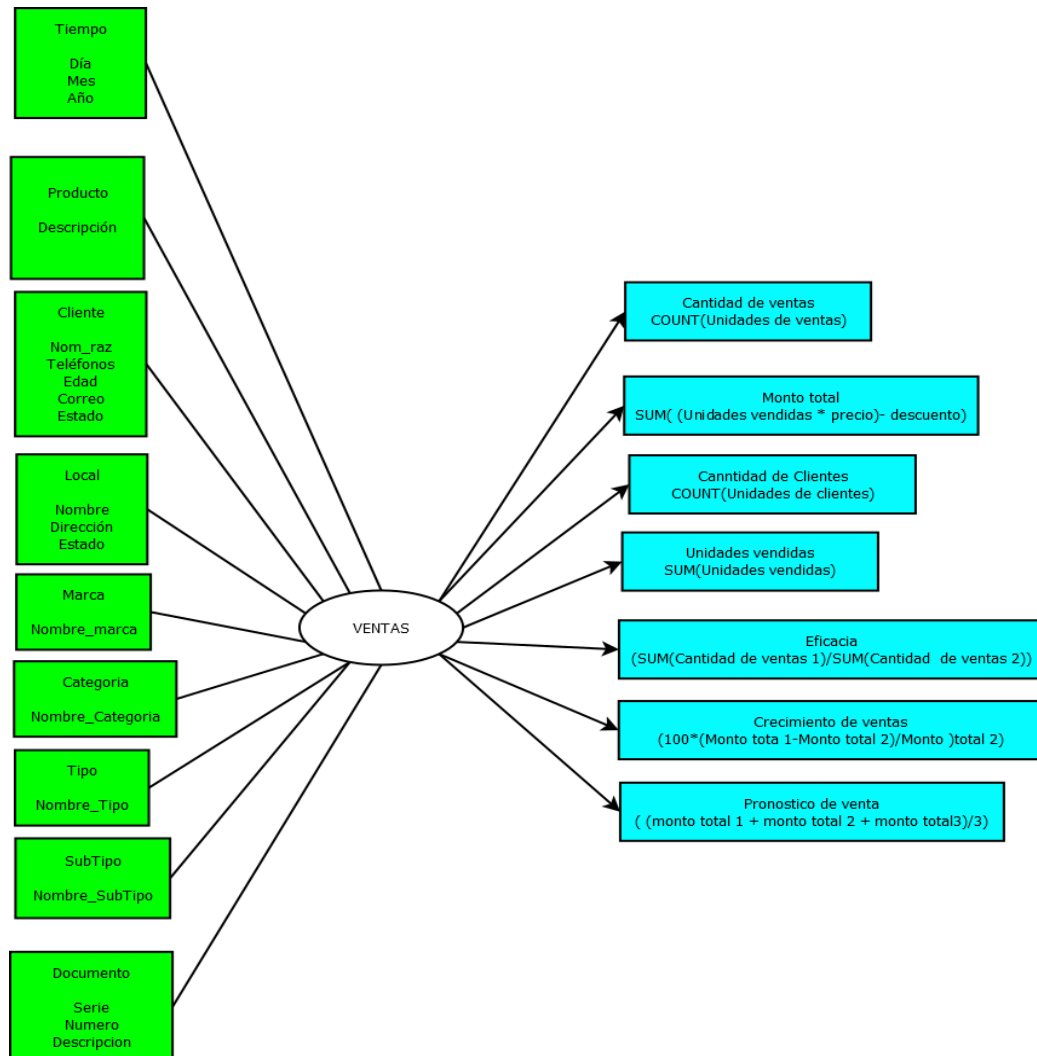 Tiempo
Día
Mes
Año
Producto
Descripción
Cliente
Nom_raz
Teléfonos
Edad
Correo
Estado
Local
Nombre
Dirección
Estado
Marca
Nombre_marca
Categoria
Nombre_Categoria
Tipo
Nombre_Tipo
SubTipo
Nombre_SubTipo
Documento
Serie
Numero
Descripcion
VENTAS
Cantidad de ventas
COUNT(Unidades de ventas)
Monto total
SUM( (Unidades vendidas * precio)- descuento)
Canntidad de Clientes
COUNT(Unidades de clientes)
Unidades vendidas
SUM(Unidades vendidas)
Eficacia
(SUM(Cantidad de ventas 1)/SUM(Cantidad de ventas 2))
Crecimiento de ventas
(100*(Monto tota 1-Monto total 2)/Monto )total 2)
Pronostico de venta
( (monto total 1 + monto total 2 + monto total3)/3)